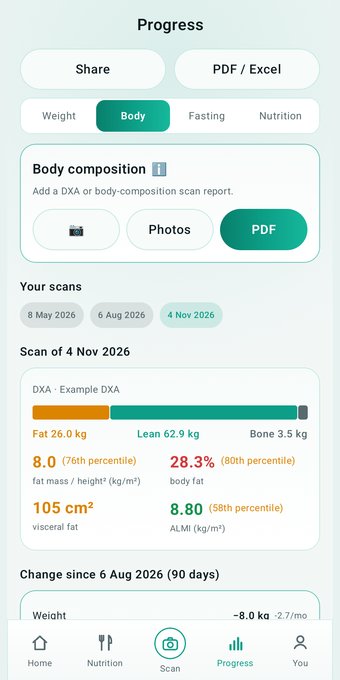 Progress
Share
PDF / Excel
Weight
Body
Fasting
Nutrition
Body composition ℹ️
Add a DXA or body-composition scan report.
Photos
PDF
Your scans
8 May 2026
6 Aug 2026
4 Nov 2026
Scan of 4 Nov 2026
DXA · Example DXA
Fat 26.0 kg
Lean 62.9 kg
Bone 3.5 kg
8.0 (76th percentile)
fat mass / height² (kg/m²)
28.3% (80th percentile)
body fat
105 cm²
visceral fat
8.80 (58th percentile)
ALMI (kg/m²)
Change since 6 Aug 2026 (90 days)
Weight
−8.0 kg -2.7/mo
Home
Nutrition
Scan
Progress
You